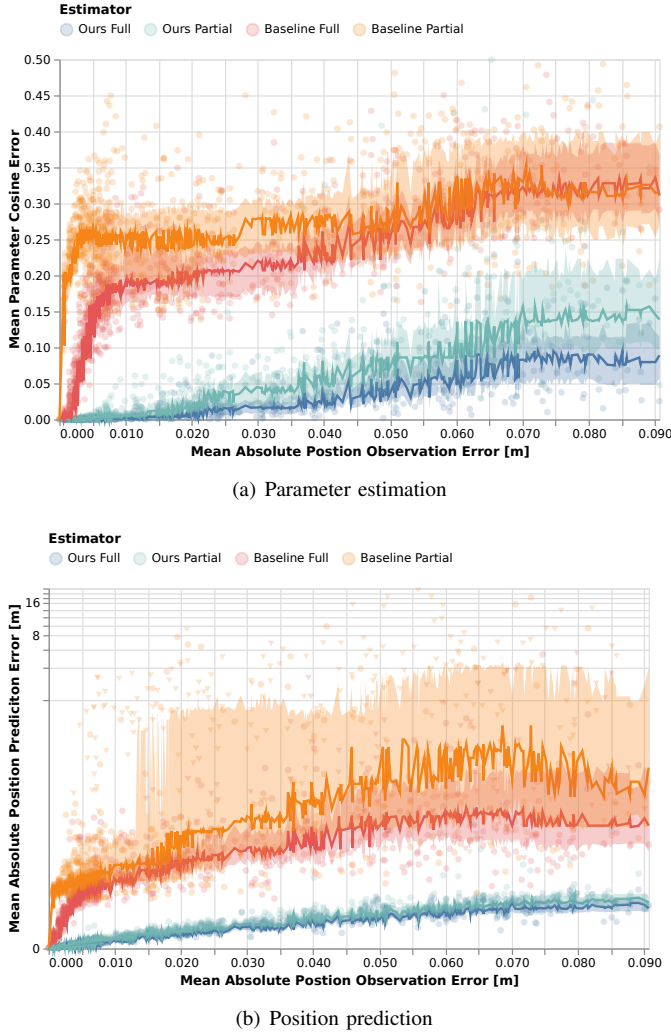 Estimator
Ours Full Ours Partial Baseline Full Baseline Partial
Mean Parameter Cosine Error
0.50
0.45
0.40
0.35
0.30
0.25
0.20
0.15
0.10
0.05
0.00
0.000 0.010 0.020 0.030 0.040 0.050 0.060 0.070 0.080 0.090
Mean Absolute Postion Observation Error [m]
(a) Parameter estimation
Estimator
Ours Full Ours Partial Baseline Full Baseline Partial
Mean Absolute Position Prediciton Error [m]
16
8
0
0.000 0.010 0.020 0.030 0.040 0.050 0.060 0.070 0.080 0.090
Mean Absolute Postion Observation Error [m]
(b) Position prediction